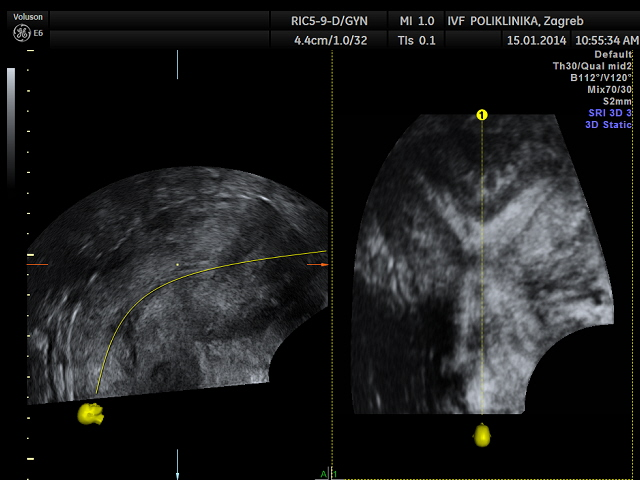 Voluson
GE E6
RIC5-9-D/GYN
MI 1.0
IVF POLIKLINIKA, Zagreb
4.4cm/1.0/32
TIs 0.1
15.01.2014
10:55:34 AM
Default
Th30/Qual mid2
B112°/V120°
Mix70/30
S2mm
SRI 3D 3
3D Static
1